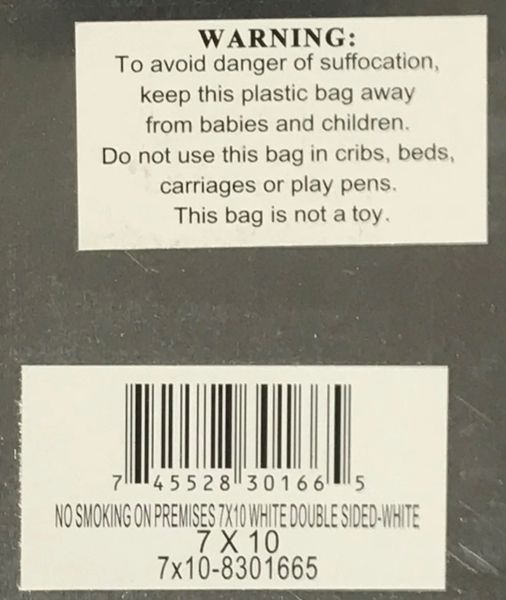 WARNING:
To avoid danger of suffocation,
keep this plastic bag away
from babies and children.
Do not use this bag in cribs, beds,
carriages or play pens.
This bag is not a toy.
7 45528 30166 5
NO SMOKING ON PREMISES 7X10 WHITE DOUBLE SIDED-WHITE
7 X 10
7x10-8301665